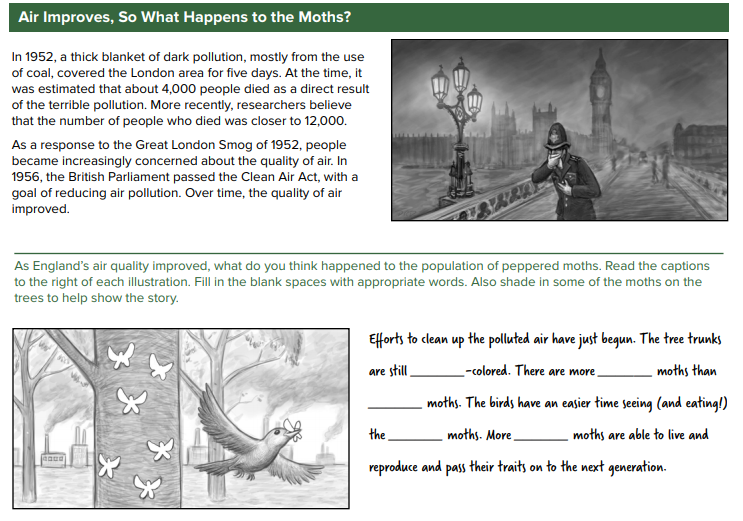 Air Improves, So What Happens to the Moths?
In 1952, a thick blanket of dark pollution, mostly from the use
of coal, covered the London area for five days. At the time, it
was estimated that about 4,000 people died as a direct result
of the terrible pollution. More recently, researchers believe
that the number of people who died was closer to 12,000.
As a response to the Great London Smog of 1952, people
became increasingly concerned about the quality of air. In
1956, the British Parliament passed the Clean Air Act, with a
goal of reducing air pollution. Over time, the quality of air
improved.
As England's air quality improved, what do you think happened to the population of peppered moths. Read the captions
to the right of each illustration. Fill in the blank spaces with appropriate words. Also shade in some of the moths on the
trees to help show the story.
Efforts to clean up the polluted air have just begun. The tree trunks
are still ________-colored. There are more ________ moths than
________ moths. The birds have an easier time seeing (and eating!)
the ________ moths. More ________ moths are able to live and
reproduce and pass their traits on to the next generation.